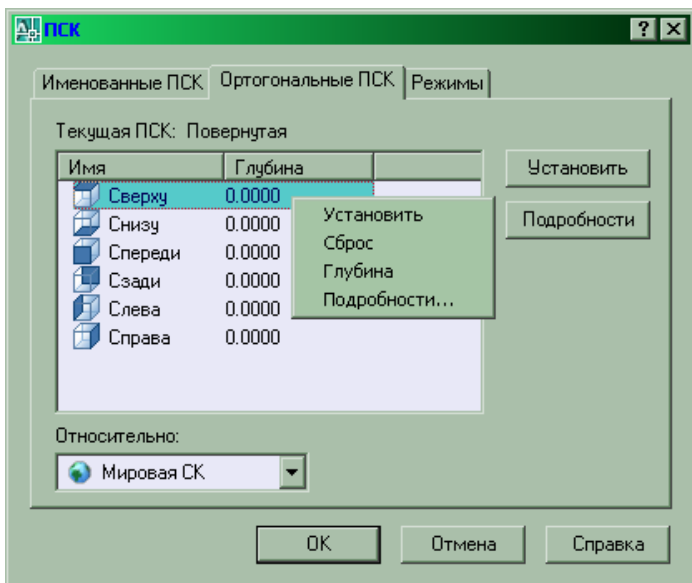 ПСК
Именованные ПСК Ортогональные ПСК Режимы
Текущая ПСК: Повернутая
Имя Глубина
Установить
Сверху 0.0000
Снизу 0.0000
Спереди 0.0000
Сзади 0.0000
Слева 0.0000
Справа 0.0000
Установить
Сброс
Глубина
Подробности...
Подробности
Относительно:
Мировая СК
OK Отмена Справка